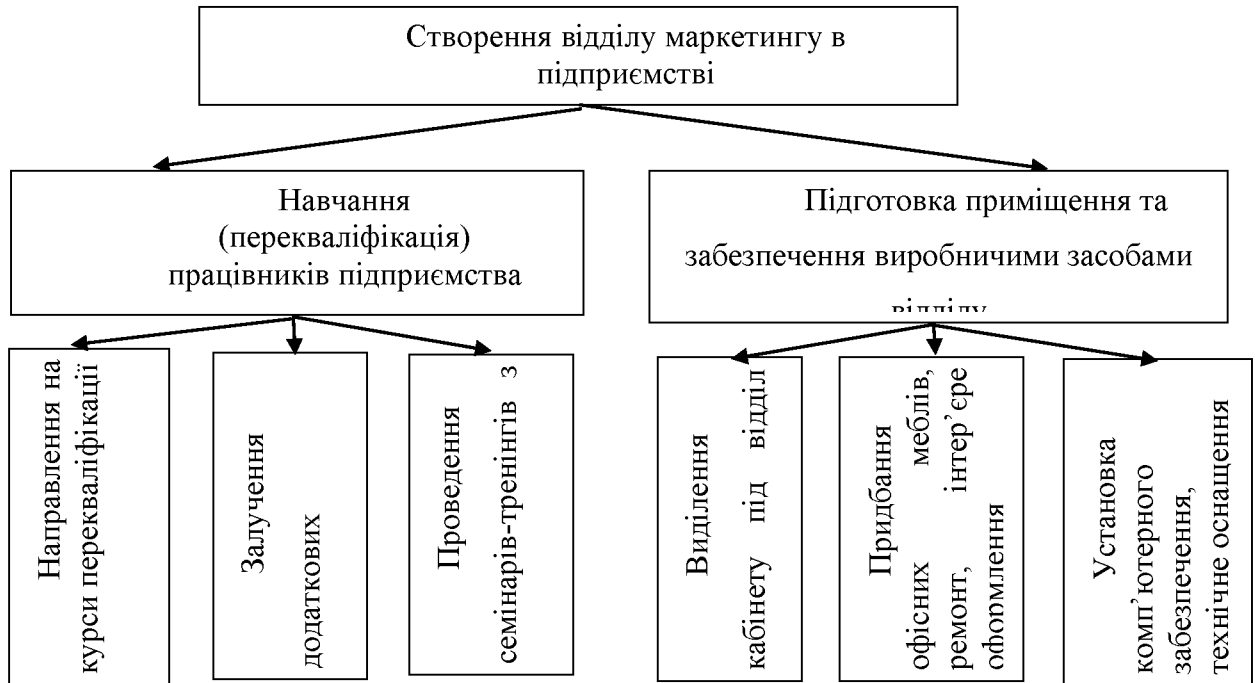 Створення відділу маркетингу в
підприємстві
Навчання
(перекваліфікація)
працівників підприємства
Підготовка приміщення та
забезпечення виробничими засобами
відділу
Направлення на
курси перекваліфікації
Залучення
додаткових
Проведення
семінарів-тренінгів з
Виділення
кабінету під відділ
Придбання
офісних меблів,
ремонт, інтер’єре
оформлення
Установка
комп’ютерного
забезпечення,
технічне оснащення